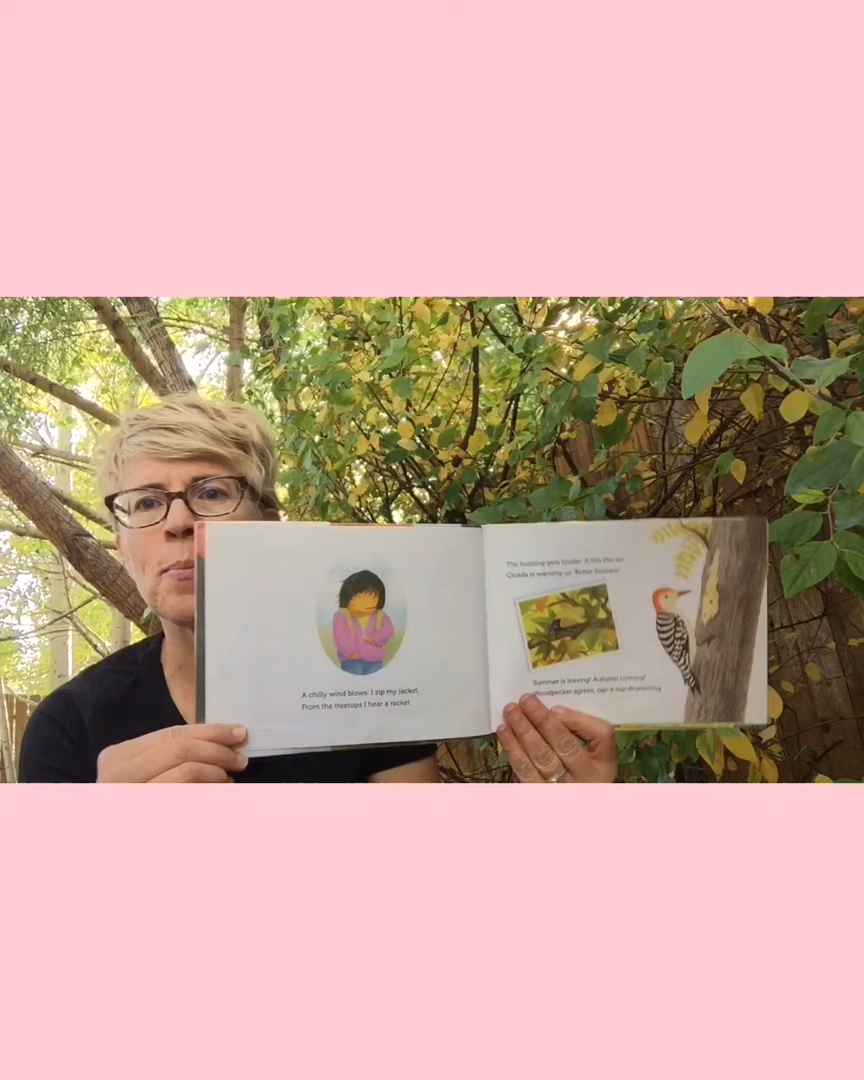 A chilly wind blows. I zip my jacket.
From the treetops I hear a racket.
The buzzing gets louder. It fills the air.
Cicada is warning us: Better beware!
Summer is leaving! Autumn coming!
Woodpecker agrees, rap-a-tap drumming